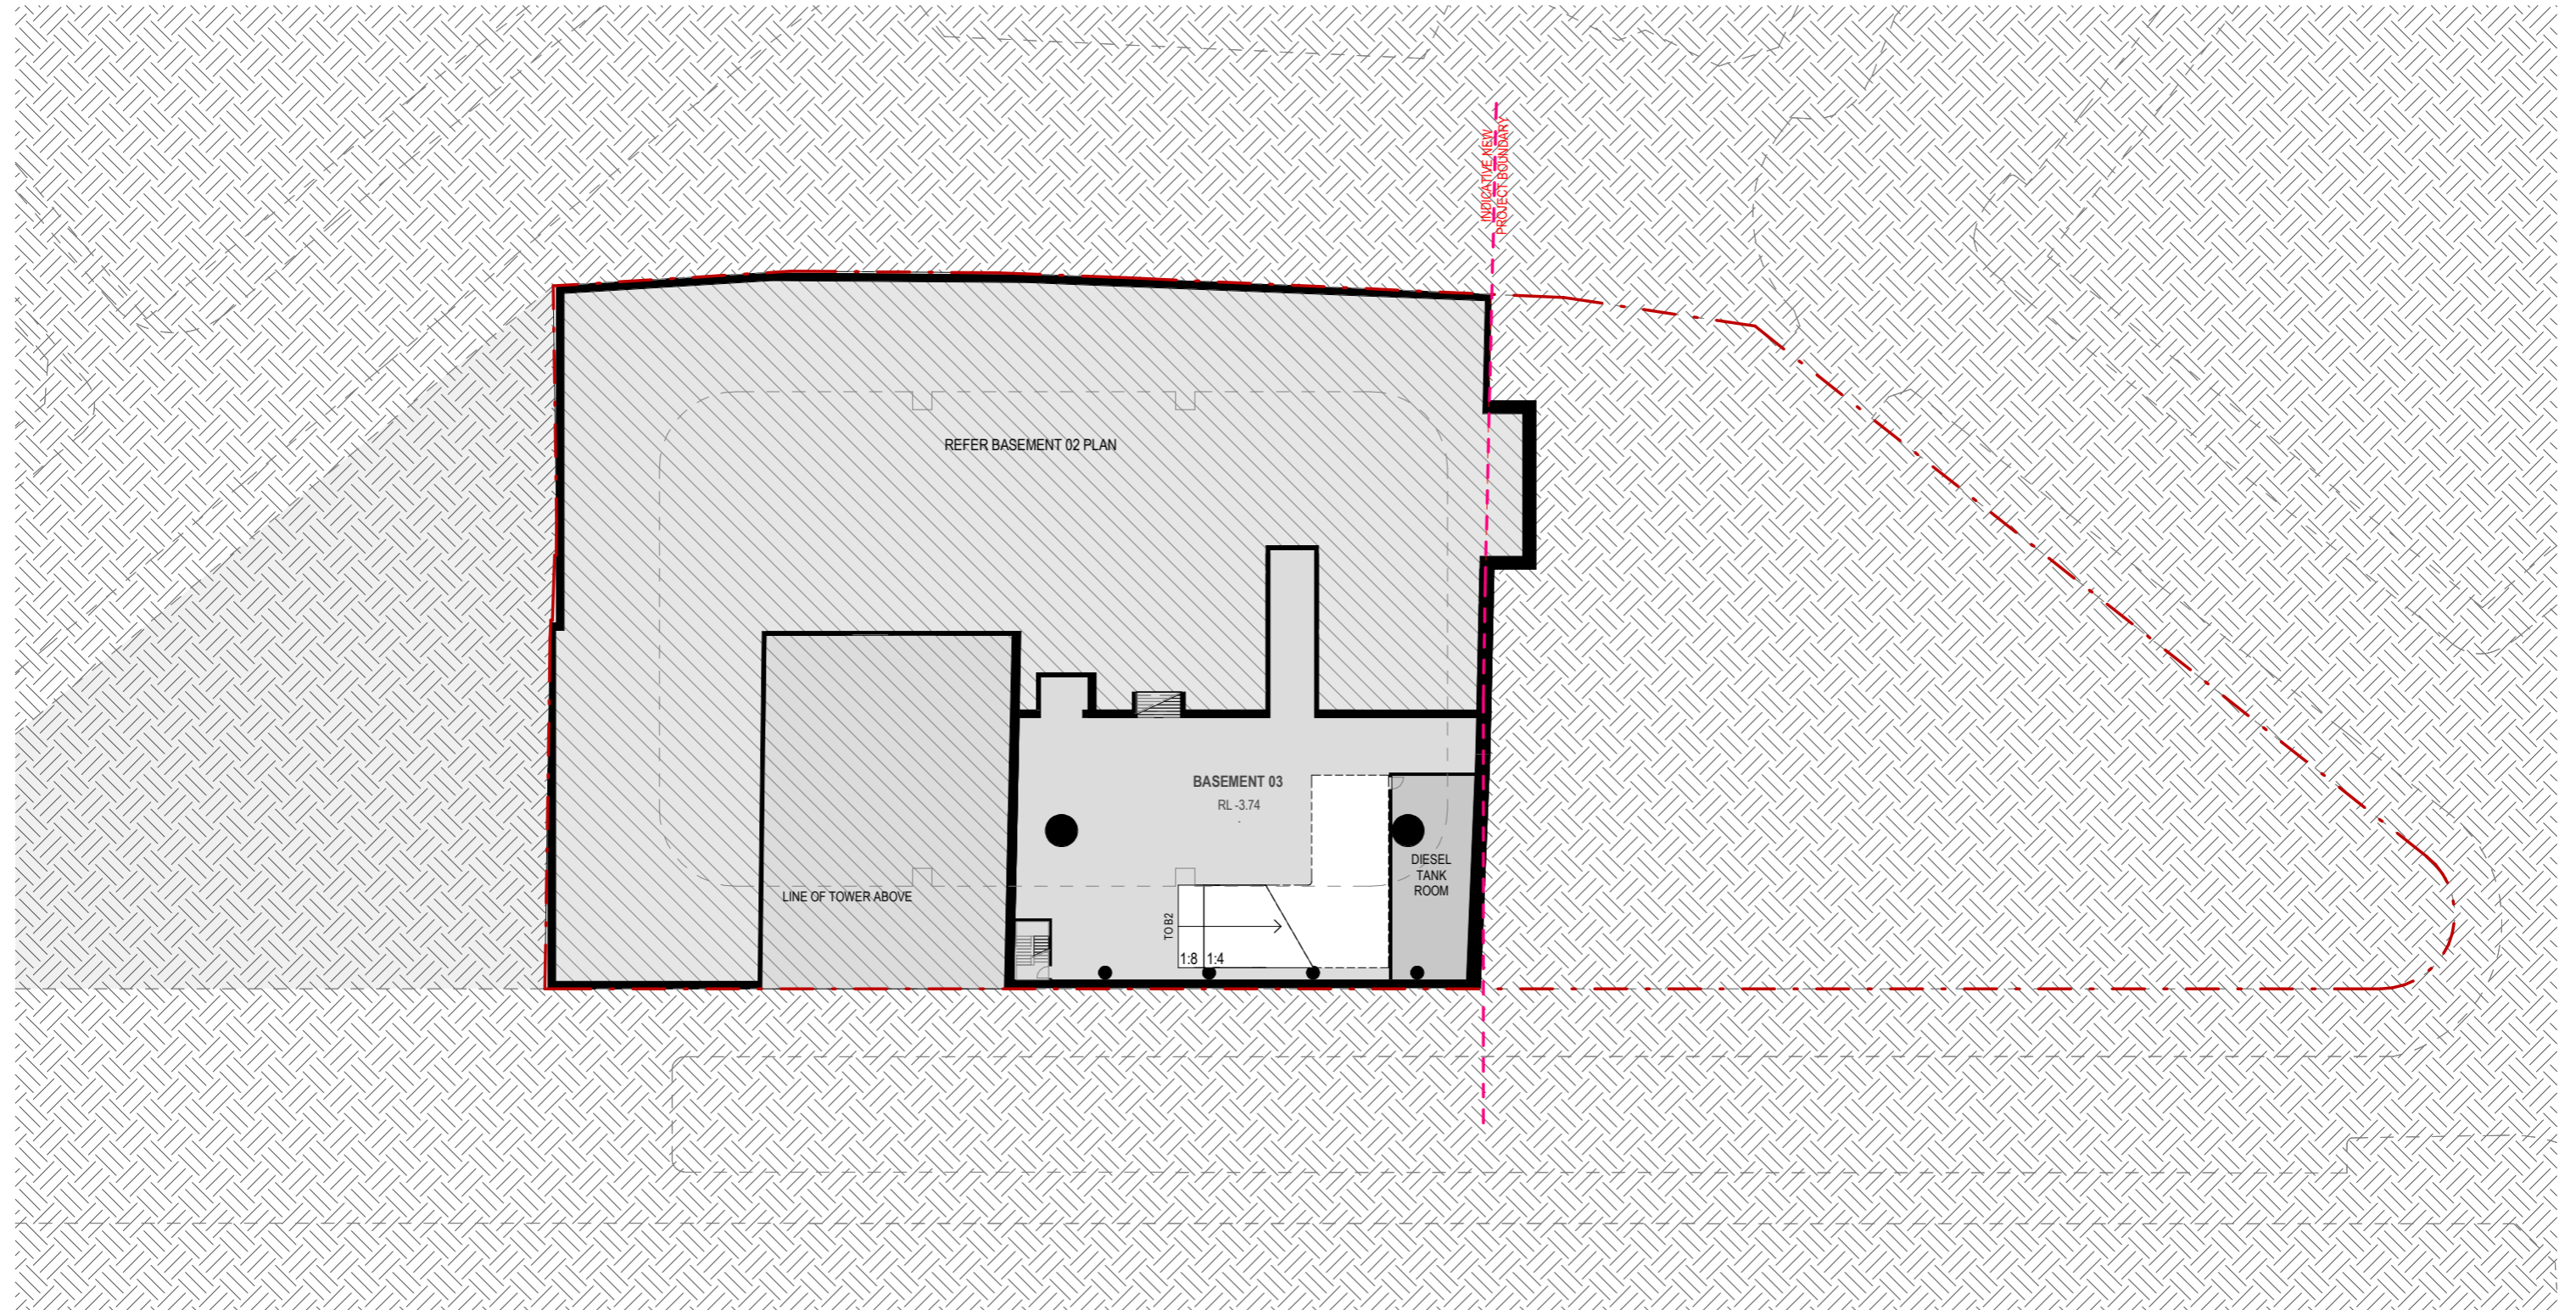 INDICATIVE NEW
PROJECT BOUNDARY
REFER BASEMENT 02 PLAN
BASEMENT 03
RL -3.74
-
DIESEL
TANK
ROOM
LINE OF TOWER ABOVE
TO B2
1:8 1:4